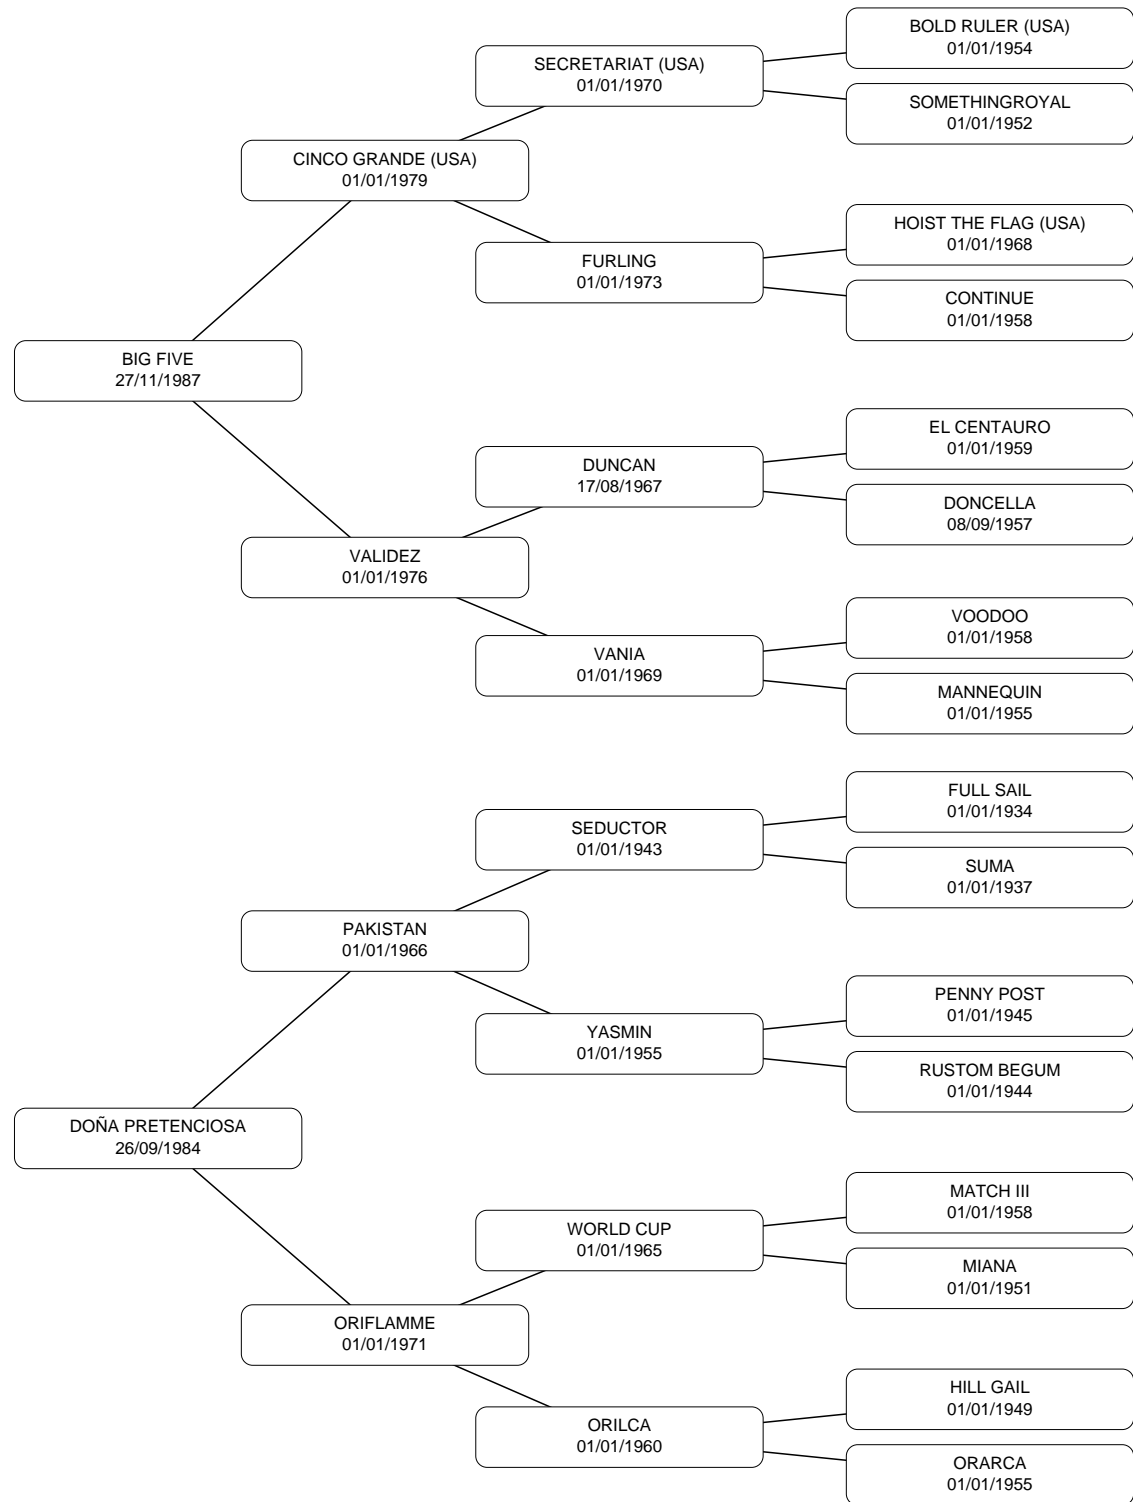 BOLD RULER (USA)
01/01/1954
SECRETARIAT (USA)
01/01/1970
SOMETHINGROYAL
01/01/1952
CINCO GRANDE (USA)
01/01/1979
HOIST THE FLAG (USA)
01/01/1968
FURLING
01/01/1973
CONTINUE
01/01/1958
BIG FIVE
27/11/1987
EL CENTAURO
01/01/1959
DUNCAN
17/08/1967
DONCELLA
08/09/1957
VALIDEZ
01/01/1976
VOODOO
01/01/1958
VANIA
01/01/1969
MANNEQUIN
01/01/1955
FULL SAIL
01/01/1934
SEDUCTOR
01/01/1943
SUMA
01/01/1937
PAKISTAN
01/01/1966
PENNY POST
01/01/1945
YASMIN
01/01/1955
RUSTOM BEGUM
01/01/1944
DOÑA PRETENCIOSA
26/09/1984
MATCH III
01/01/1958
WORLD CUP
01/01/1965
MIANA
01/01/1951
ORIFLAMME
01/01/1971
HILL GAIL
01/01/1949
ORILCA
01/01/1960
ORARCA
01/01/1955